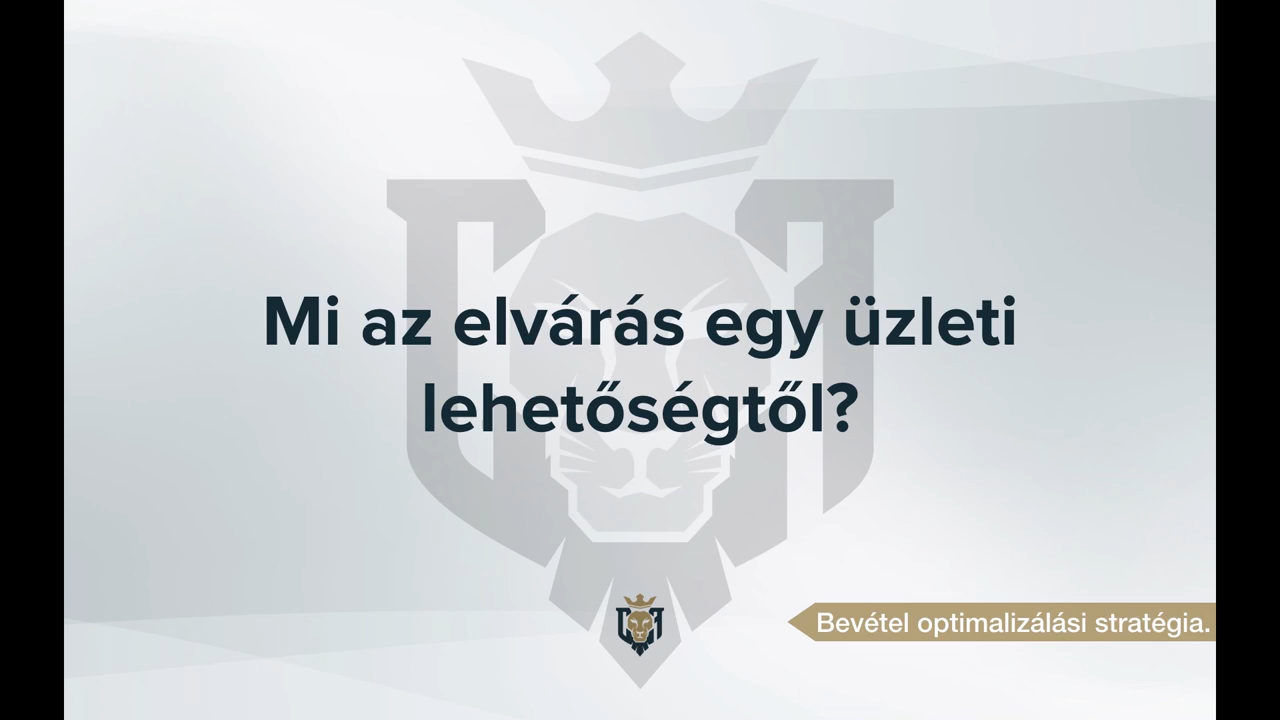 Mi az elvárás egy üzleti
lehetőségtől?
Bevétel optimalizálási stratégia.